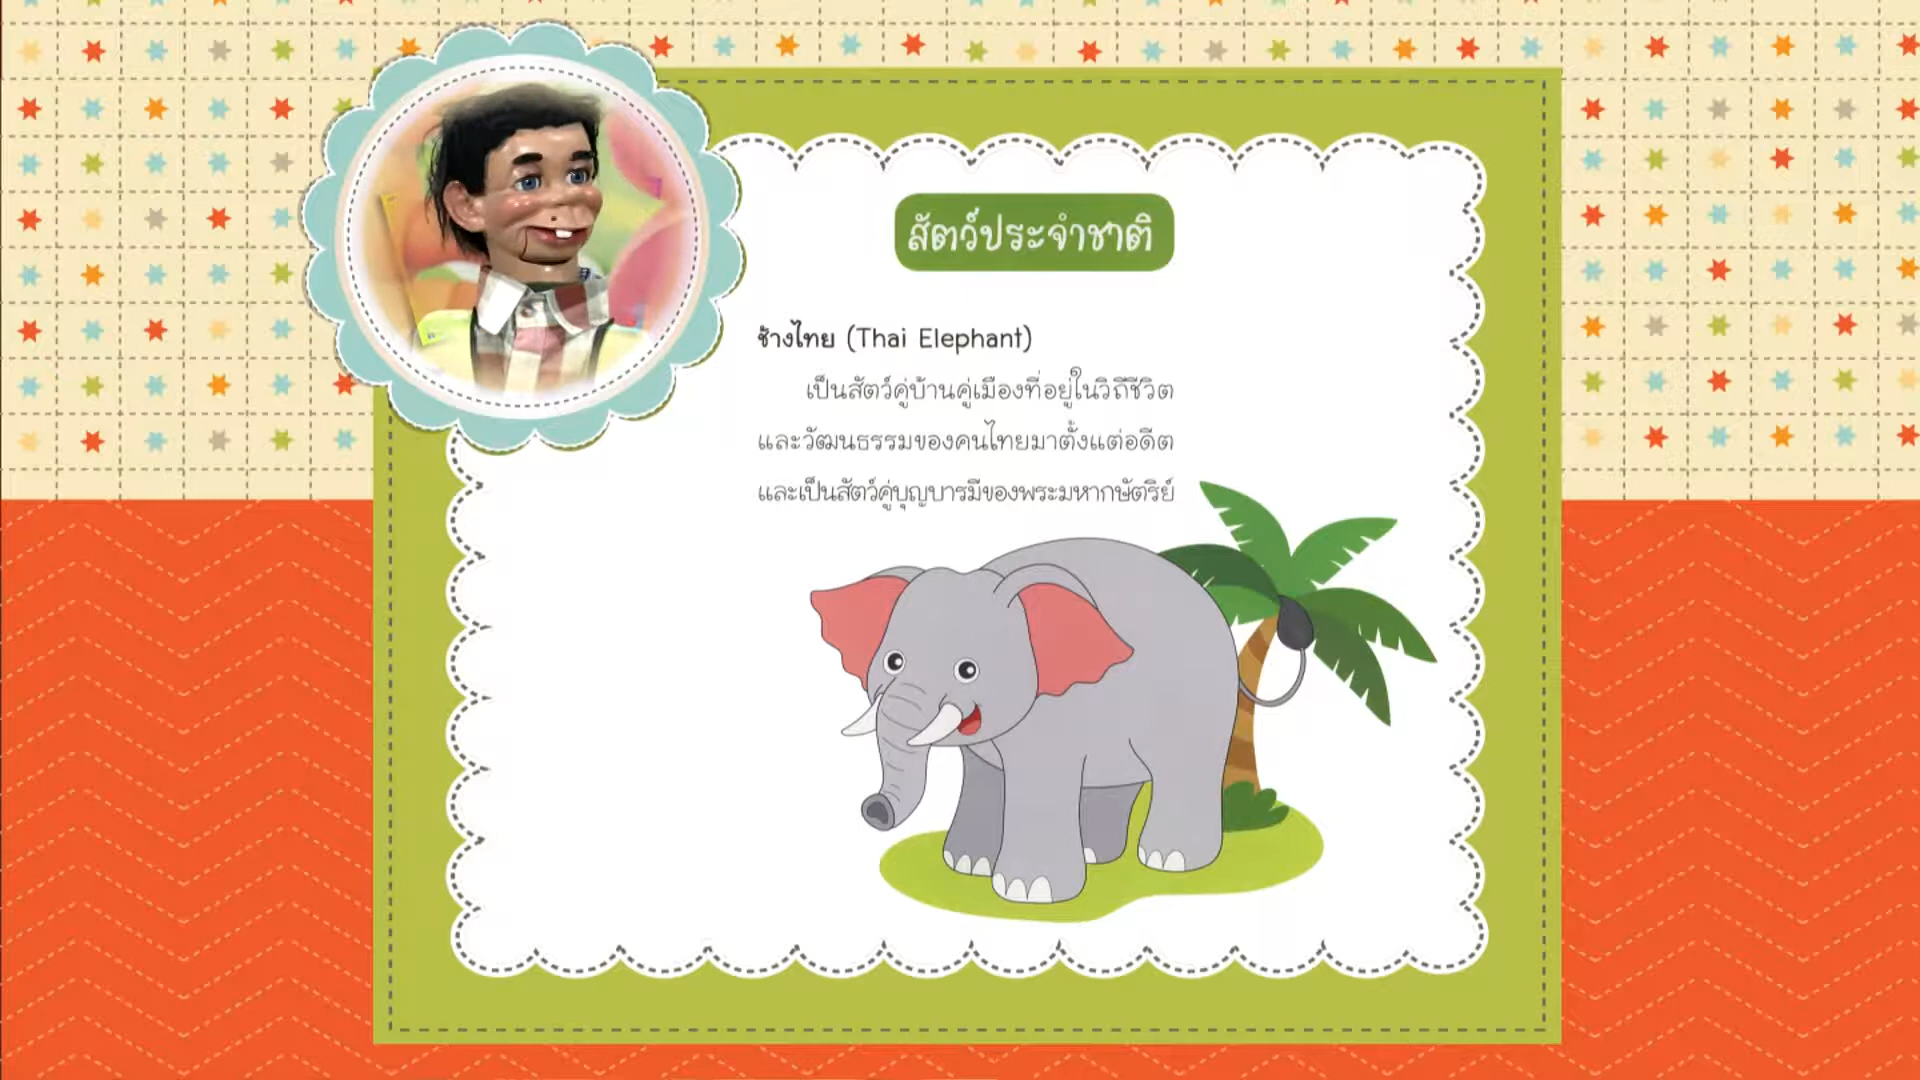 สัตว์ประจำชาติ
ช้างไทย (Thai Elephant)
เป็นสัตว์คู่บ้านคู่เมืองที่อยู่ในวิถีชีวิต
และวัฒนธรรมของคนไทยมาตั้งแต่อดีต
และเป็นสัตว์คู่บุญบารมีของพระมหากษัตริย์